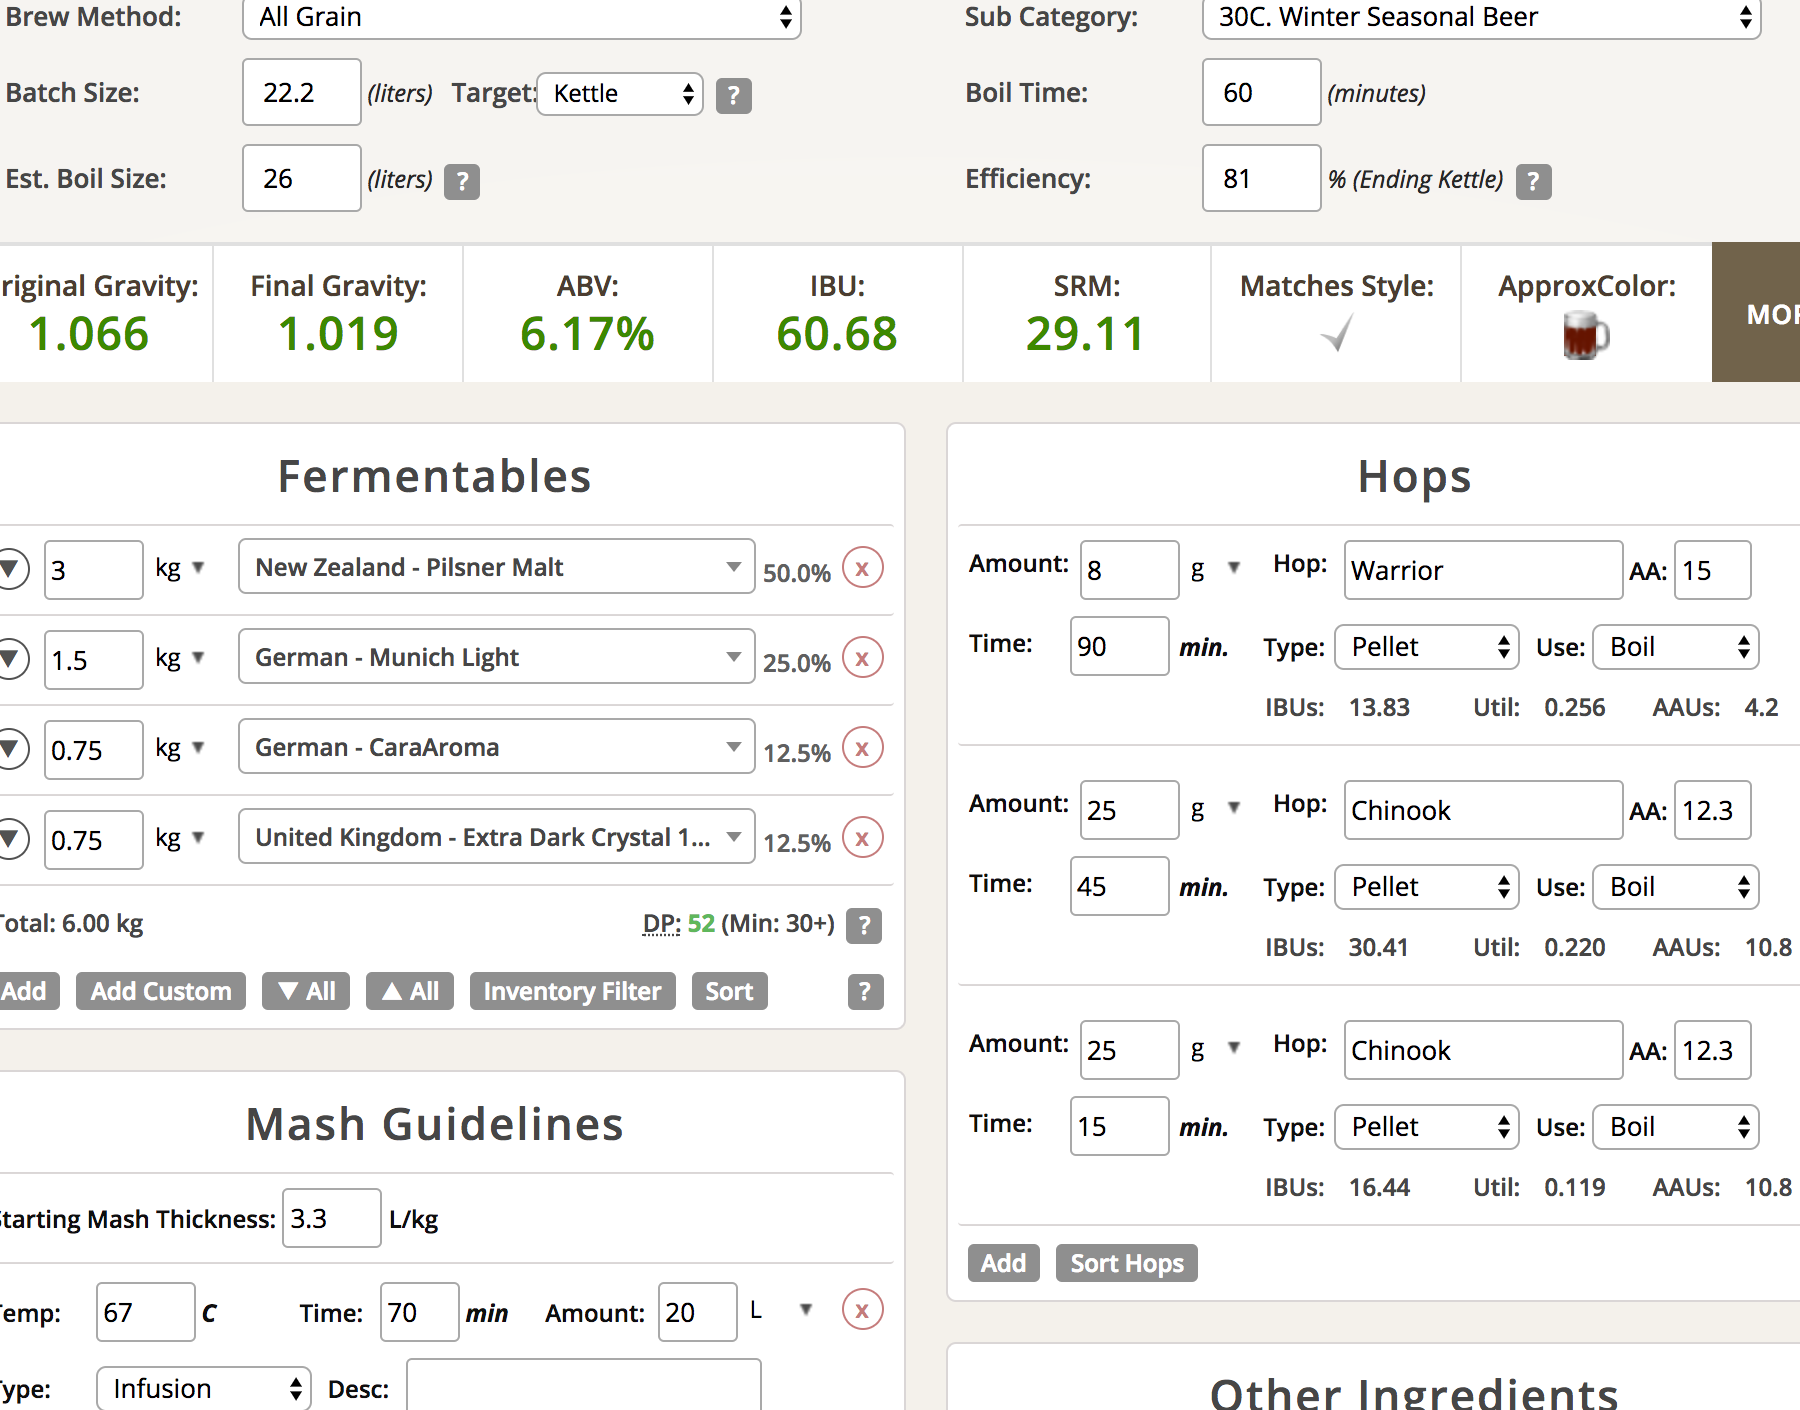 Brew Method: All Grain
Sub Category: 30C. Winter Seasonal Beer
Batch Size: 22.2 (liters) Target: Kettle ?
Boil Time: 60 (minutes)
Est. Boil Size: 26 (liters) ?
Efficiency: 81 % (Ending Kettle) ?
riginal Gravity: Final Gravity: ABV: IBU: SRM: Matches Style: ApproxColor:
1.066 1.019 6.17% 60.68 29.11
MOR
Fermentables
3 kg New Zealand - Pilsner Malt 50.0% x
1.5 kg German - Munich Light 25.0% x
0.75 kg German - CaraAroma 12.5% x
0.75 kg United Kingdom - Extra Dark Crystal 1... 12.5% x
Total: 6.00 kg DP: 52 (Min: 30+) ?
Add Add Custom ▼ All ▲ All Inventory Filter Sort ?
Mash Guidelines
Starting Mash Thickness: 3.3 L/kg
Temp: 67 C Time: 70 min Amount: 20 L x
Type: Infusion Desc:
Hops
Amount: 8 g Hop: Warrior AA: 15
Time: 90 min. Type: Pellet Use: Boil
IBUs: 13.83 Util: 0.256 AAUs: 4.2
Amount: 25 g Hop: Chinook AA: 12.3
Time: 45 min. Type: Pellet Use: Boil
IBUs: 30.41 Util: 0.220 AAUs: 10.8
Amount: 25 g Hop: Chinook AA: 12.3
Time: 15 min. Type: Pellet Use: Boil
IBUs: 16.44 Util: 0.119 AAUs: 10.8
Add Sort Hops
Other Ingredients